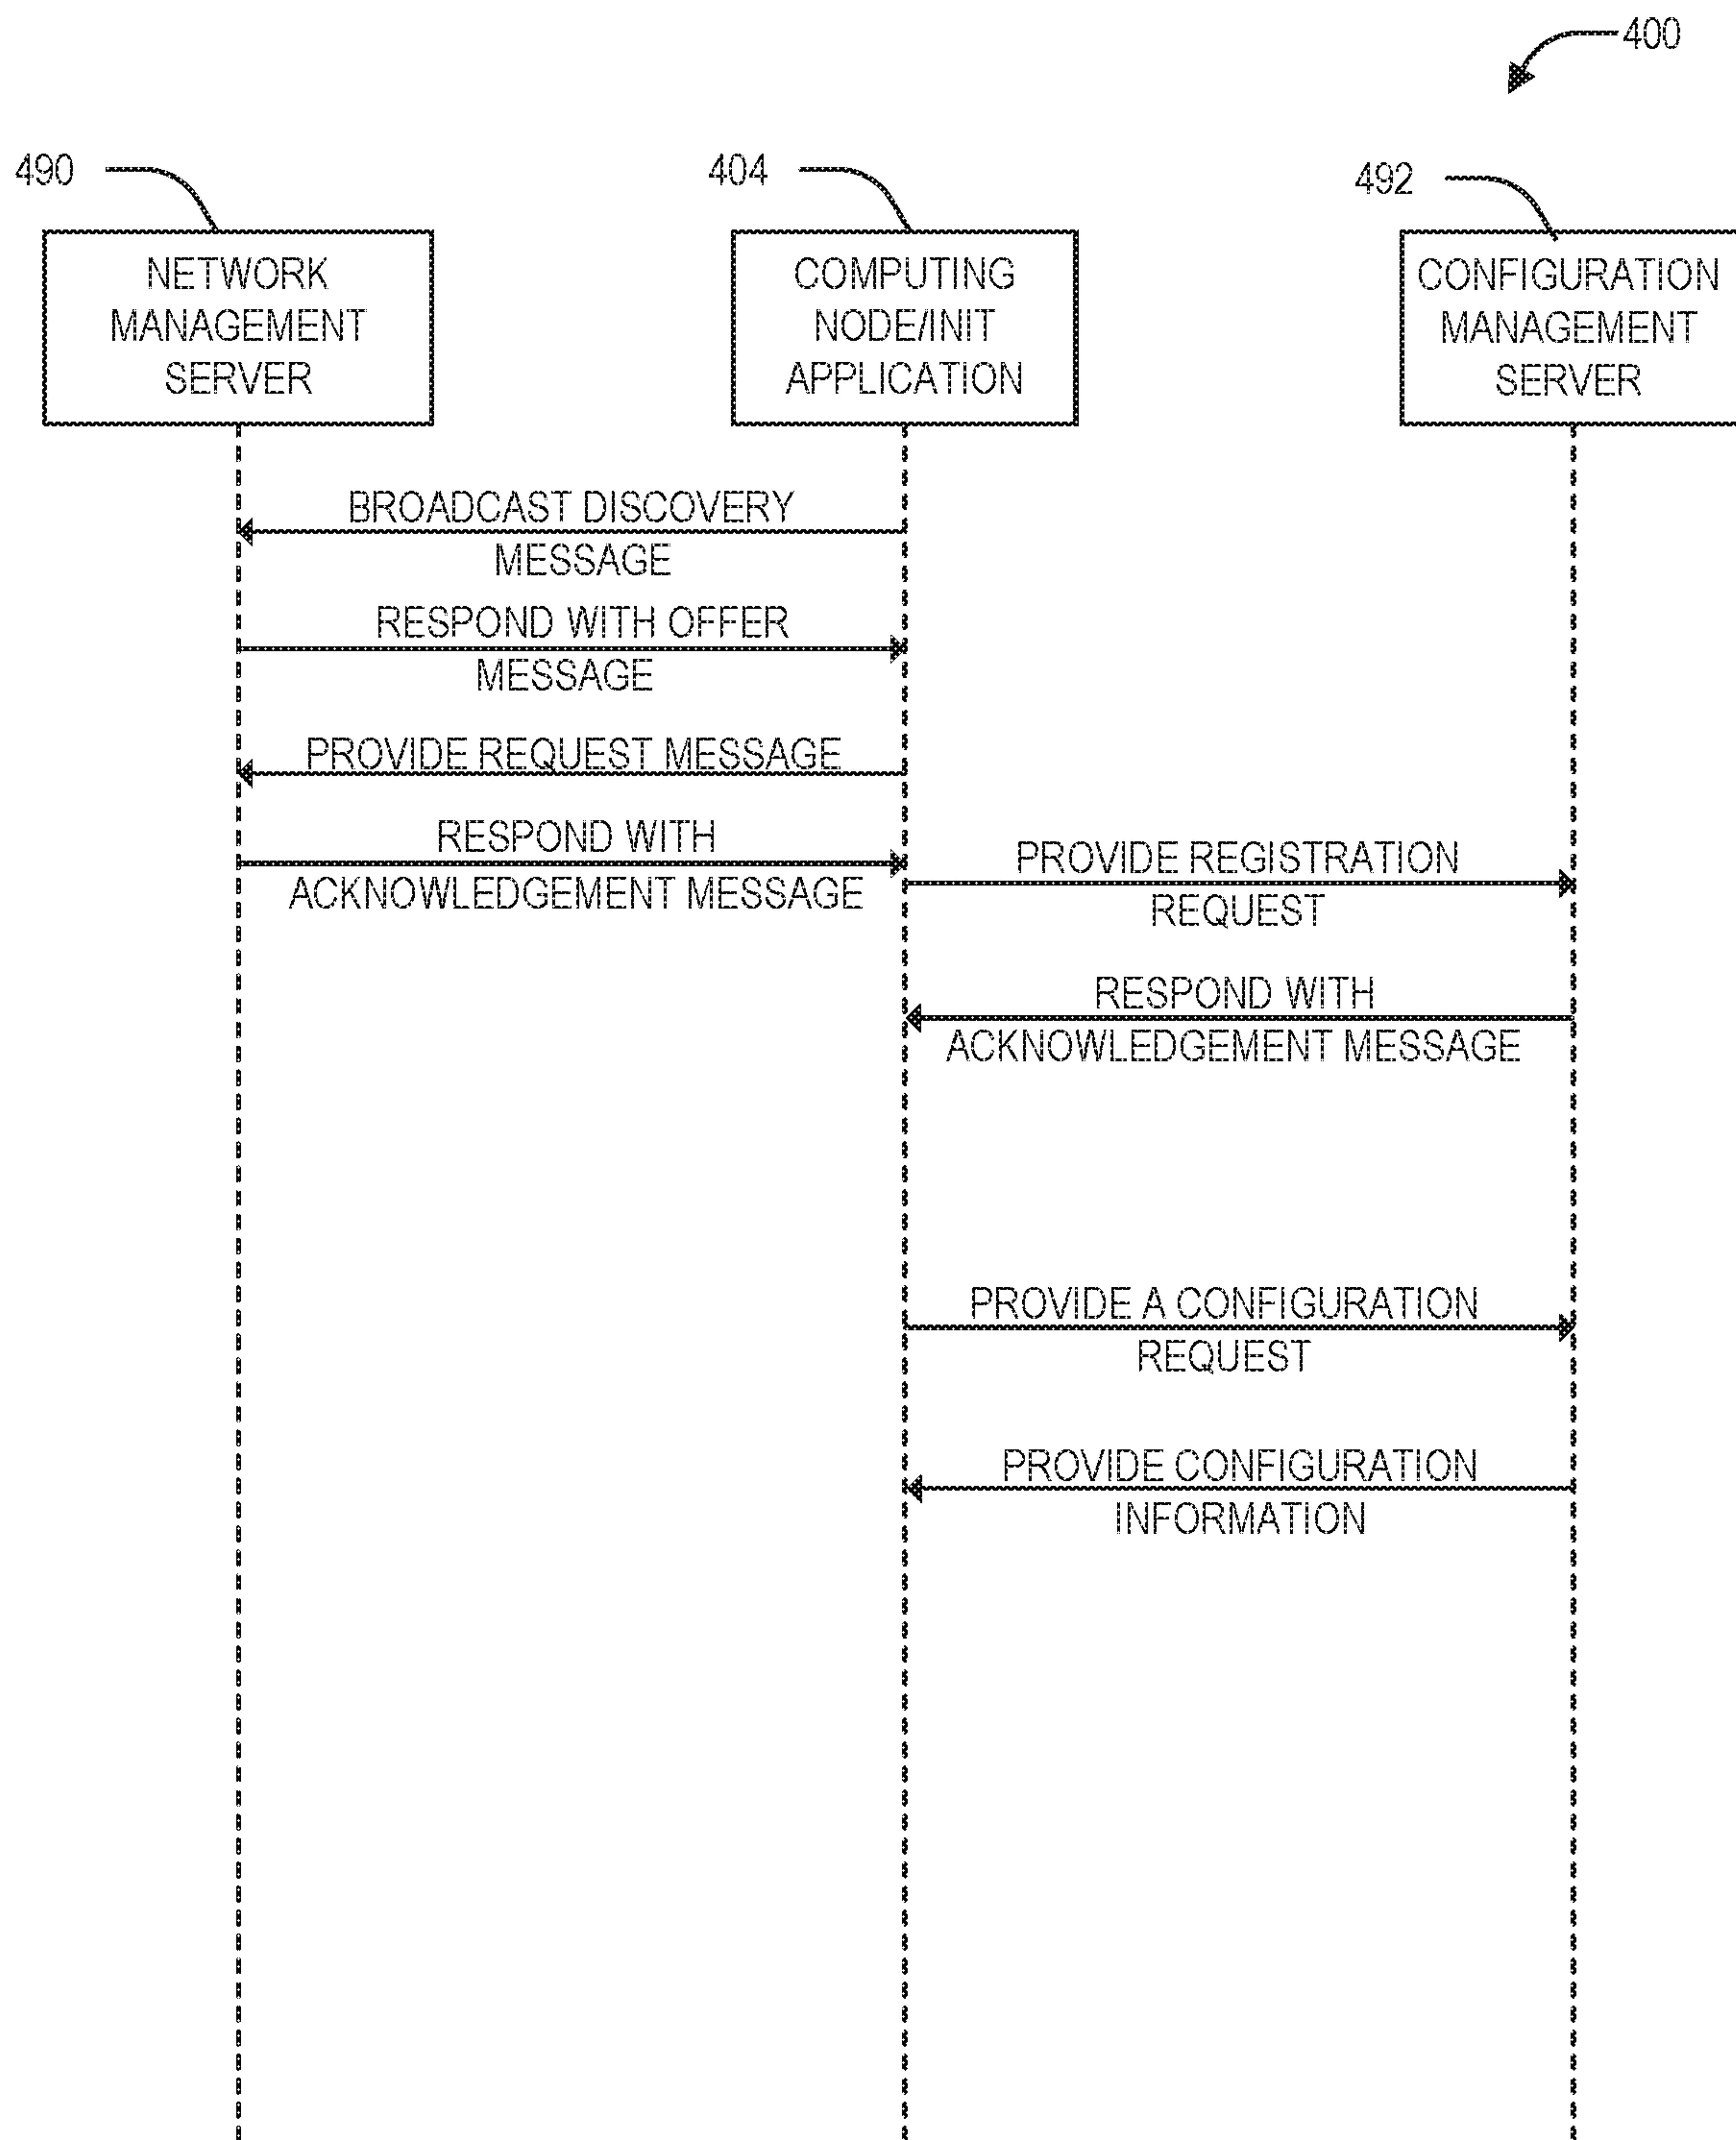 400
490
404
492
NETWORK
MANAGEMENT
SERVER
COMPUTING
NODE/INIT
APPLICATION
CONFIGURATION
MANAGEMENT
SERVER
BROADCAST DISCOVERY
MESSAGE
RESPOND WITH OFFER
MESSAGE
PROVIDE REQUEST MESSAGE
RESPOND WITH
ACKNOWLEDGEMENT MESSAGE
PROVIDE REGISTRATION
REQUEST
RESPOND WITH
ACKNOWLEDGEMENT MESSAGE
PROVIDE A CONFIGURATION
REQUEST
PROVIDE CONFIGURATION
INFORMATION